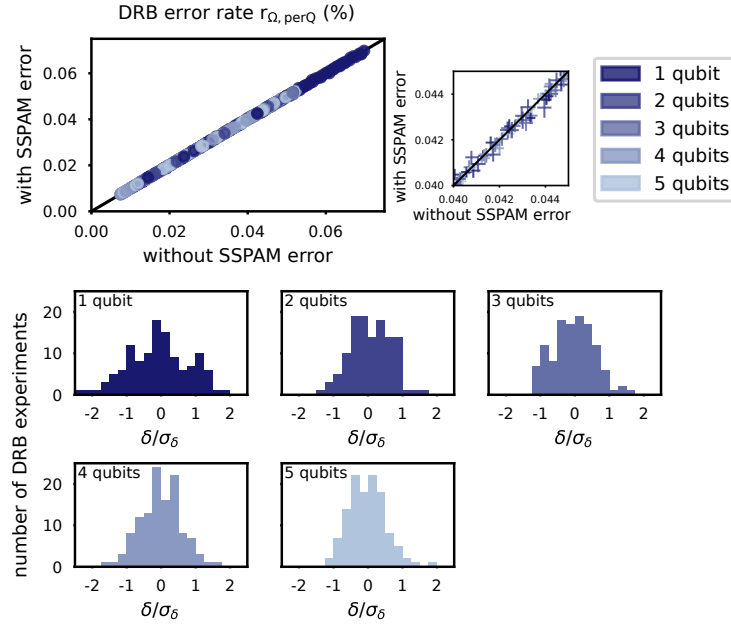 DRB error rate r_Ω, perQ (%)
with SSPAM error
0.06
0.04
0.02
0.00
0.00 0.02 0.04 0.06
without SSPAM error
with SSPAM error
0.044
0.042
0.040
0.040 0.042 0.044
without SSPAM error
1 qubit
2 qubits
3 qubits
4 qubits
5 qubits
number of DRB experiments
1 qubit
20
10
0
-2 -1 0 1 2
δ/σ_δ
2 qubits
-2 -1 0 1 2
δ/σ_δ
3 qubits
-2 -1 0 1 2
δ/σ_δ
4 qubits
20
10
0
-2 -1 0 1 2
δ/σ_δ
5 qubits
-2 -1 0 1 2
δ/σ_δ